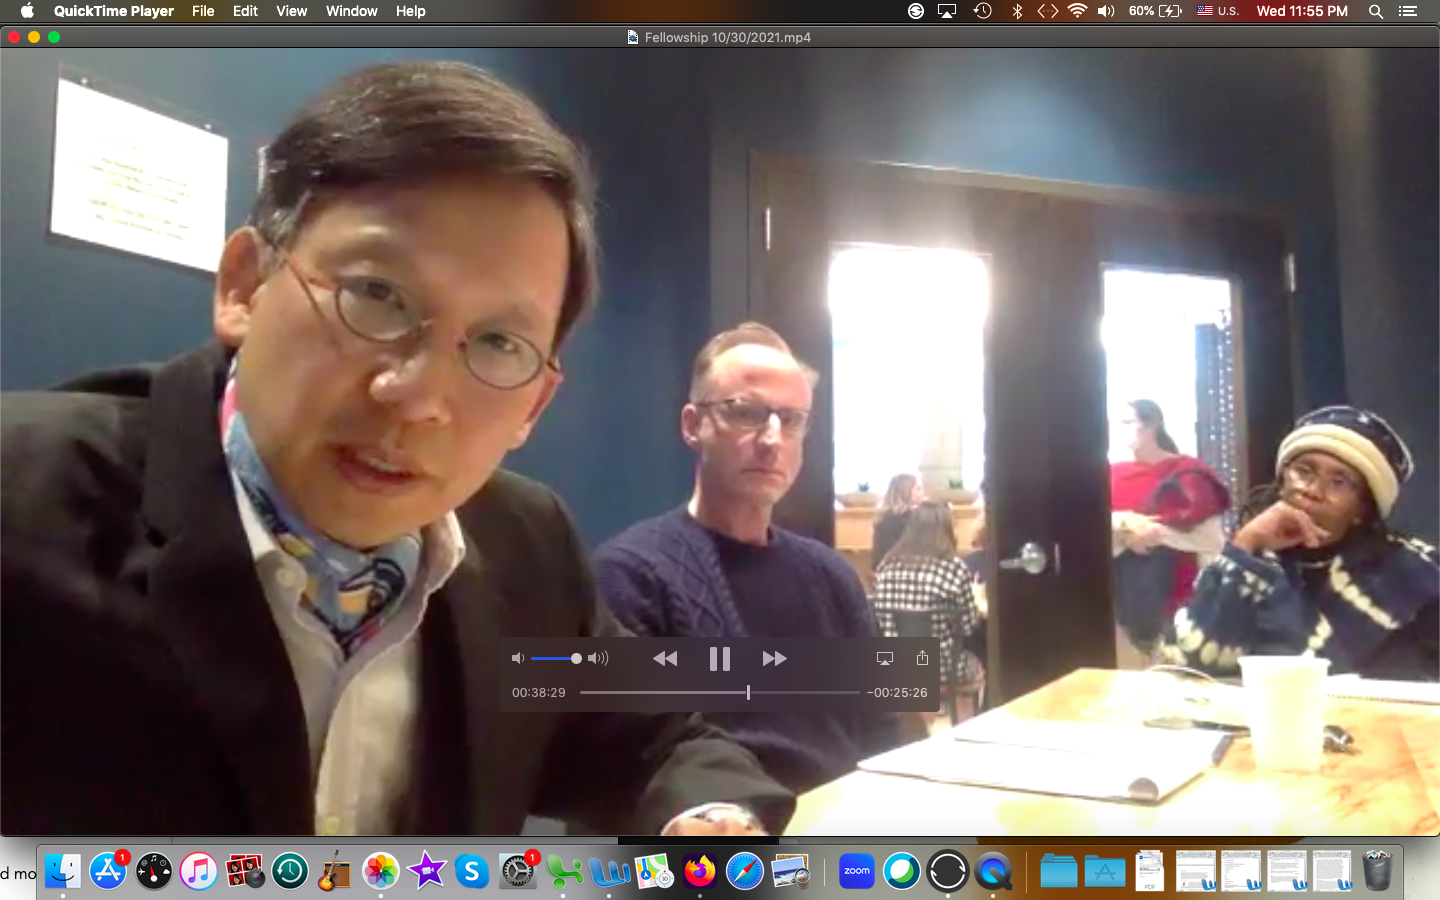 QuickTime Player File Edit View Window Help 60% U.S. Wed 11:55 PM
Fellowship 10/30/2021.mp4
00:38:29 -00:25:26
1
1
30
zoom
PDF
d mo